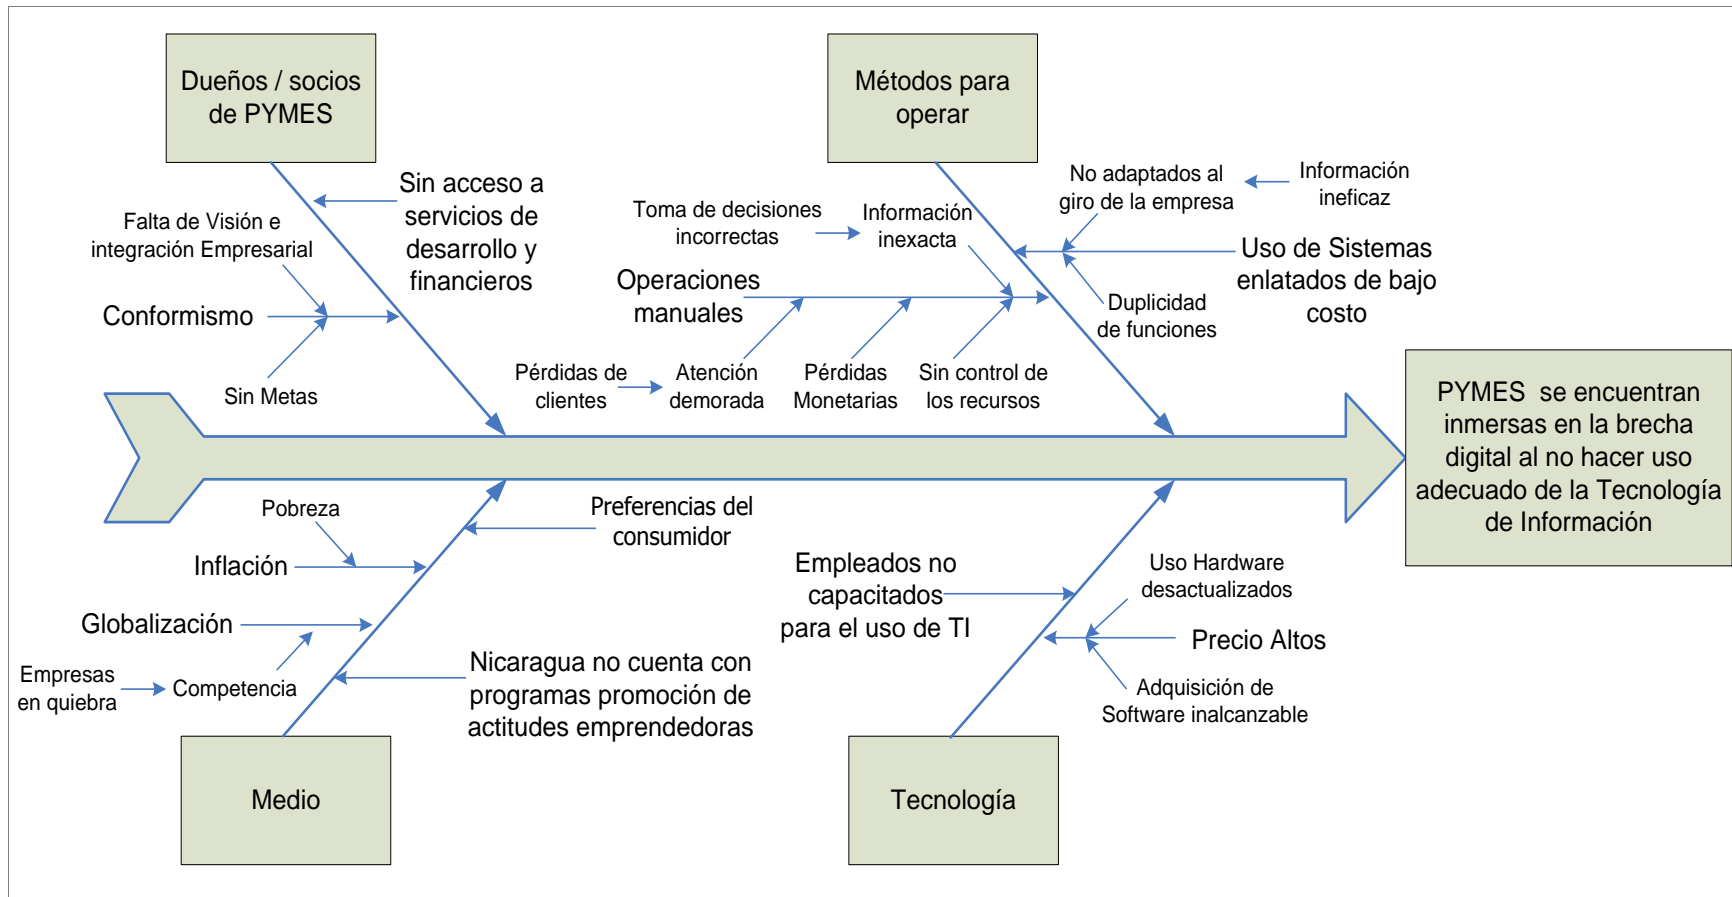 Dueños / socios
de PYMES
Métodos para
operar
Sin acceso a
servicios de
desarrollo y
financieros
Falta de Visión e
integración Empresarial
Conformismo
Sin Metas
Toma de decisiones
incorrectas
Información
inexacta
No adaptados al
giro de la empresa
Información
ineficaz
Uso de Sistemas
enlatados de bajo
costo
Operaciones
manuales
Duplicidad
de funciones
Pérdidas de
clientes
Atención
demorada
Pérdidas
Monetarias
Sin control de
los recursos
PYMES se encuentran
inmersas en la brecha
digital al no hacer uso
adecuado de la Tecnología
de Información
Pobreza
Preferencias del
consumidor
Inflación
Globalización
Empresas
en quiebra
Competencia
Nicaragua no cuenta con
programas promoción de
actitudes emprendedoras
Empleados no
capacitados
para el uso de TI
Uso Hardware
desactualizados
Precio Altos
Adquisición de
Software inalcanzable
Medio
Tecnología